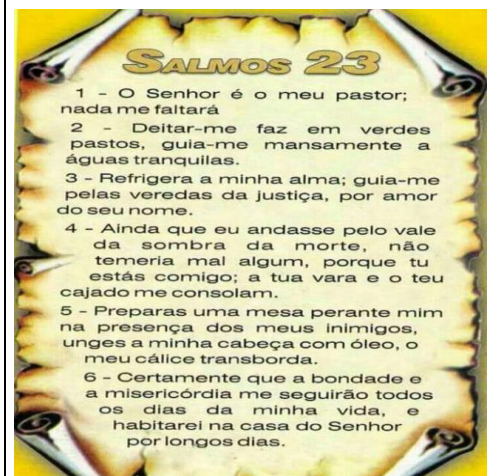 SALMOS 23
1 - O Senhor é o meu pastor;
nada me faltará
2 - Deitar-me faz em verdes
pastos, guia-me mansamente a
águas tranquilas.
3 - Refrigera a minha alma; guia-me
pelas veredas da justiça, por amor
do seu nome.
4 - Ainda que eu andasse pelo vale
da sombra da morte, não
temeria mal algum, porque tu
estás comigo; a tua vara e o teu
cajado me consolam.
5 - Preparas uma mesa perante mim
na presença dos meus inimigos,
unges a minha cabeça com óleo, o
meu cálice transborda.
6 - Certamente que a bondade e
a misericórdia me seguirão todos
os dias da minha vida, e
habitarei na casa do Senhor
por longos dias.